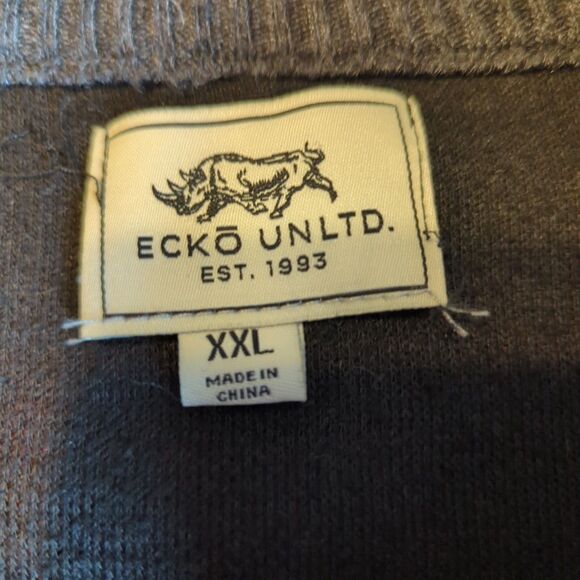 ECKŌ UNLTD.
EST. 1993
XXL
MADE IN
CHINA